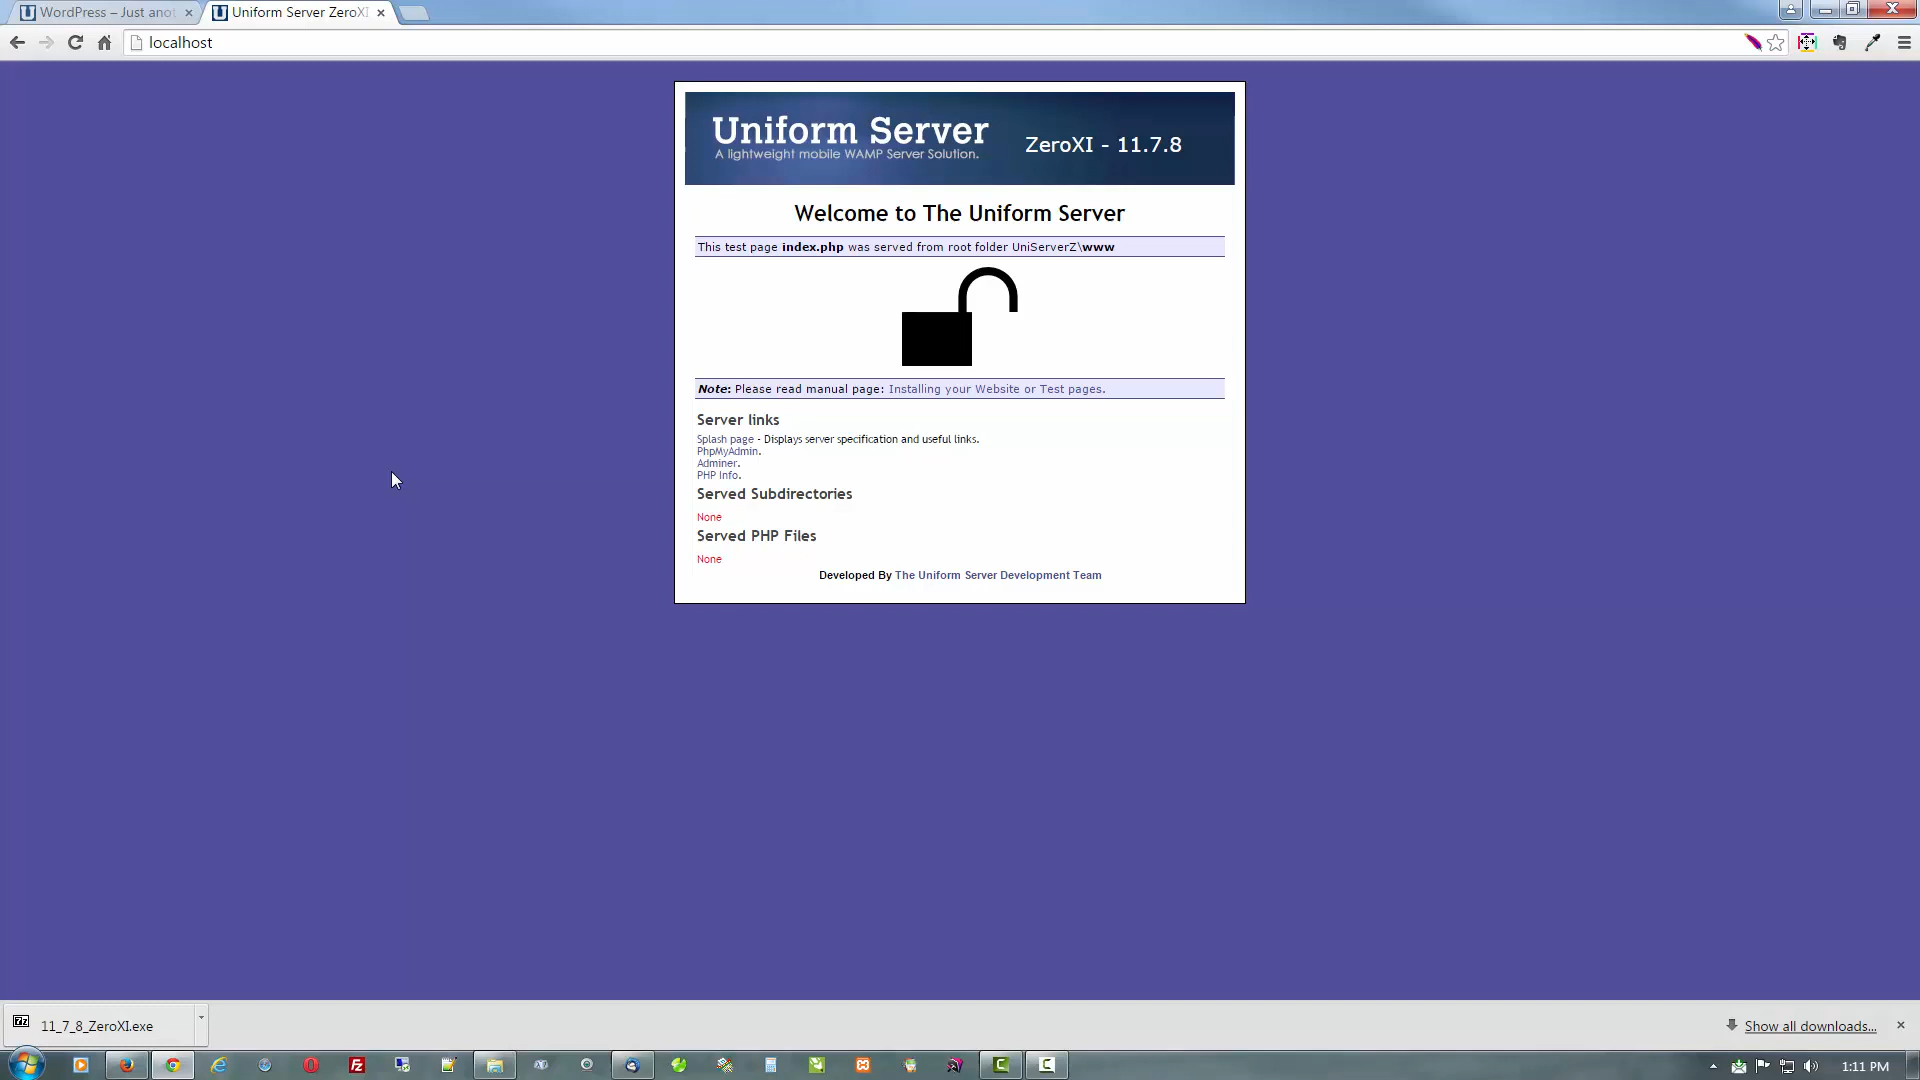 WordPress – Just anot
Uniform Server ZeroXI
localhost
Uniform Server
A lightweight mobile WAMP Server Solution.
ZeroXI - 11.7.8
Welcome to The Uniform Server
This test page index.php was served from root folder UniServerZ\www
Note: Please read manual page: Installing your Website or Test pages.
Server links
Splash page - Displays server specification and useful links.
PhpMyAdmin.
Adminer.
PHP Info.
Served Subdirectories
None
Served PHP Files
None
Developed By The Uniform Server Development Team
11_7_8_ZeroXI.exe
Show all downloads...
1:11 PM